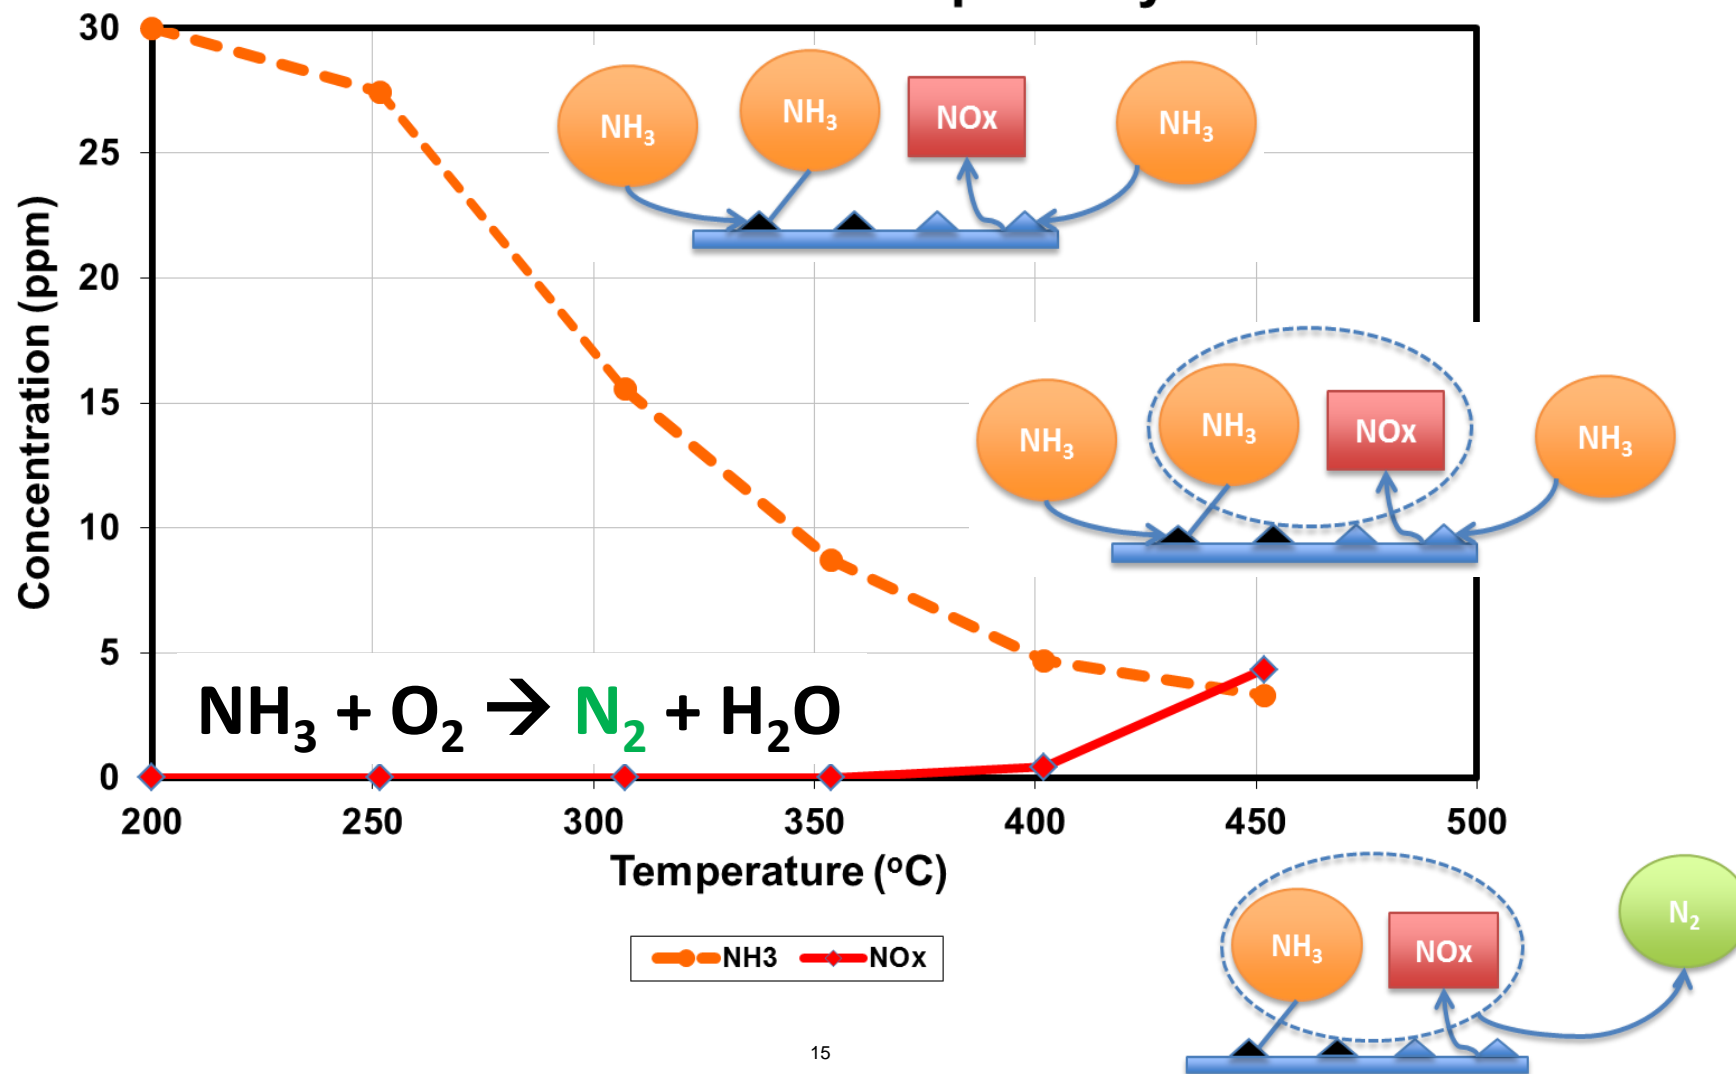 30
25
20
15
10
5
0
Concentration (ppm)
200 250 300 350 400 450 500
Temperature (°C)
NH₃ NH₃ NOx NH₃
NH₃ NH₃ NOx NH₃
NH₃ + O₂ → N₂ + H₂O
NH3 NOx
NH₃ NOx N₂
15